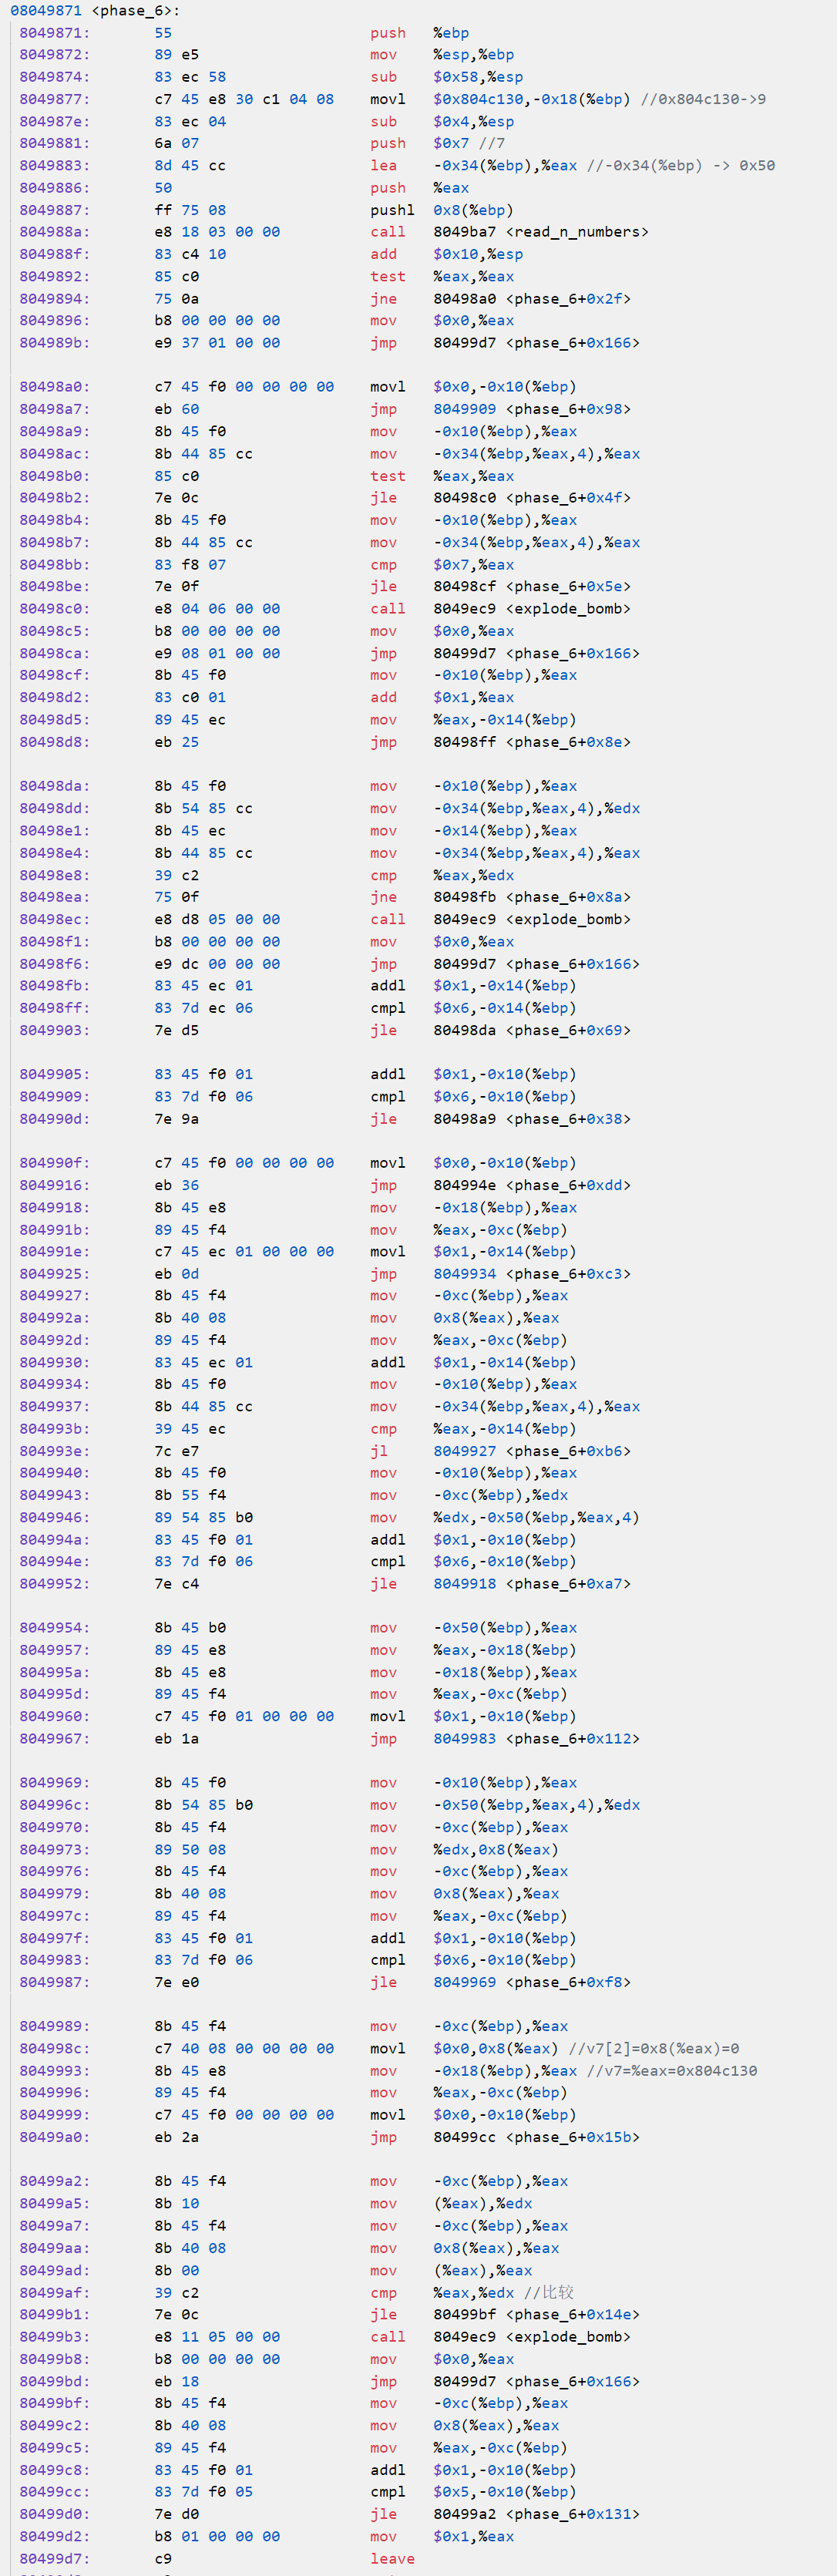 08049871 <phase_6>:
8049871: 55 push %ebp
8049872: 89 e5 mov %esp,%ebp
8049874: 83 ec 58 sub $0x58,%esp
8049877: c7 45 e8 30 c1 04 08 movl $0x804c130,-0x18(%ebp) //0x804c130->9
804987e: 83 ec 04 sub $0x4,%esp
8049881: 6a 07 push $0x7 //7
8049883: 8d 45 cc lea -0x34(%ebp),%eax //-0x34(%ebp) -> 0x50
8049886: 50 push %eax
8049887: ff 75 08 pushl 0x8(%ebp)
804988a: e8 18 03 00 00 call 8049ba7 <read_n_numbers>
804988f: 83 c4 10 add $0x10,%esp
8049892: 85 c0 test %eax,%eax
8049894: 75 0a jne 80498a0 <phase_6+0x2f>
8049896: b8 00 00 00 00 mov $0x0,%eax
804989b: e9 37 01 00 00 jmp 80499d7 <phase_6+0x166>
80498a0: c7 45 f0 00 00 00 00 movl $0x0,-0x10(%ebp)
80498a7: eb 60 jmp 8049909 <phase_6+0x98>
80498a9: 8b 45 f0 mov -0x10(%ebp),%eax
80498ac: 8b 44 85 cc mov -0x34(%ebp,%eax,4),%eax
80498b0: 85 c0 test %eax,%eax
80498b2: 7e 0c jle 80498c0 <phase_6+0x4f>
80498b4: 8b 45 f0 mov -0x10(%ebp),%eax
80498b7: 8b 44 85 cc mov -0x34(%ebp,%eax,4),%eax
80498bb: 83 f8 07 cmp $0x7,%eax
80498be: 7e 0f jle 80498cf <phase_6+0x5e>
80498c0: e8 04 06 00 00 call 8049ec9 <explode_bomb>
80498c5: b8 00 00 00 00 mov $0x0,%eax
80498ca: e9 08 01 00 00 jmp 80499d7 <phase_6+0x166>
80498cf: 8b 45 f0 mov -0x10(%ebp),%eax
80498d2: 83 c0 01 add $0x1,%eax
80498d5: 89 45 ec mov %eax,-0x14(%ebp)
80498d8: eb 25 jmp 80498ff <phase_6+0x8e>
80498da: 8b 45 f0 mov -0x10(%ebp),%eax
80498dd: 8b 54 85 cc mov -0x34(%ebp,%eax,4),%edx
80498e1: 8b 45 ec mov -0x14(%ebp),%eax
80498e4: 8b 44 85 cc mov -0x34(%ebp,%eax,4),%eax
80498e8: 39 c2 cmp %eax,%edx
80498ea: 75 0f jne 80498fb <phase_6+0x8a>
80498ec: e8 d8 05 00 00 call 8049ec9 <explode_bomb>
80498f1: b8 00 00 00 00 mov $0x0,%eax
80498f6: e9 dc 00 00 00 jmp 80499d7 <phase_6+0x166>
80498fb: 83 45 ec 01 addl $0x1,-0x14(%ebp)
80498ff: 83 7d ec 06 cmpl $0x6,-0x14(%ebp)
8049903: 7e d5 jle 80498da <phase_6+0x69>
8049905: 83 45 f0 01 addl $0x1,-0x10(%ebp)
8049909: 83 7d f0 06 cmpl $0x6,-0x10(%ebp)
804990d: 7e 9a jle 80498a9 <phase_6+0x38>
804990f: c7 45 f0 00 00 00 00 movl $0x0,-0x10(%ebp)
8049916: eb 36 jmp 804994e <phase_6+0xdd>
8049918: 8b 45 e8 mov -0x18(%ebp),%eax
804991b: 89 45 f4 mov %eax,-0xc(%ebp)
804991e: c7 45 ec 01 00 00 00 movl $0x1,-0x14(%ebp)
8049925: eb 0d jmp 8049934 <phase_6+0xc3>
8049927: 8b 45 f4 mov -0xc(%ebp),%eax
804992a: 8b 40 08 mov 0x8(%eax),%eax
804992d: 89 45 f4 mov %eax,-0xc(%ebp)
8049930: 83 45 ec 01 addl $0x1,-0x14(%ebp)
8049934: 8b 45 f0 mov -0x10(%ebp),%eax
8049937: 8b 44 85 cc mov -0x34(%ebp,%eax,4),%eax
804993b: 39 45 ec cmp %eax,-0x14(%ebp)
804993e: 7c e7 jl 8049927 <phase_6+0xb6>
8049940: 8b 45 f0 mov -0x10(%ebp),%eax
8049943: 8b 55 f4 mov -0xc(%ebp),%edx
8049946: 89 54 85 b0 mov %edx,-0x50(%ebp,%eax,4)
804994a: 83 45 f0 01 addl $0x1,-0x10(%ebp)
804994e: 83 7d f0 06 cmpl $0x6,-0x10(%ebp)
8049952: 7e c4 jle 8049918 <phase_6+0xa7>
8049954: 8b 45 b0 mov -0x50(%ebp),%eax
8049957: 89 45 e8 mov %eax,-0x18(%ebp)
804995a: 8b 45 e8 mov -0x18(%ebp),%eax
804995d: 89 45 f4 mov %eax,-0xc(%ebp)
8049960: c7 45 f0 01 00 00 00 movl $0x1,-0x10(%ebp)
8049967: eb 1a jmp 8049983 <phase_6+0x112>
8049969: 8b 45 f0 mov -0x10(%ebp),%eax
804996c: 8b 54 85 b0 mov -0x50(%ebp,%eax,4),%edx
8049970: 8b 45 f4 mov -0xc(%ebp),%eax
8049973: 89 50 08 mov %edx,0x8(%eax)
8049976: 8b 45 f4 mov -0xc(%ebp),%eax
8049979: 8b 40 08 mov 0x8(%eax),%eax
804997c: 89 45 f4 mov %eax,-0xc(%ebp)
804997f: 83 45 f0 01 addl $0x1,-0x10(%ebp)
8049983: 83 7d f0 06 cmpl $0x6,-0x10(%ebp)
8049987: 7e e0 jle 8049969 <phase_6+0xf8>
8049989: 8b 45 f4 mov -0xc(%ebp),%eax
804998c: c7 40 08 00 00 00 00 movl $0x0,0x8(%eax) //v7[2]=0x8(%eax)=0
8049993: 8b 45 e8 mov -0x18(%ebp),%eax //v7=%eax=0x804c130
8049996: 89 45 f4 mov %eax,-0xc(%ebp)
8049999: c7 45 f0 00 00 00 00 movl $0x0,-0x10(%ebp)
80499a0: eb 2a jmp 80499cc <phase_6+0x15b>
80499a2: 8b 45 f4 mov -0xc(%ebp),%eax
80499a5: 8b 10 mov (%eax),%edx
80499a7: 8b 45 f4 mov -0xc(%ebp),%eax
80499aa: 8b 40 08 mov 0x8(%eax),%eax
80499ad: 8b 00 mov (%eax),%eax
80499af: 39 c2 cmp %eax,%edx //比较
80499b1: 7e 0c jle 80499bf <phase_6+0x14e>
80499b3: e8 11 05 00 00 call 8049ec9 <explode_bomb>
80499b8: b8 00 00 00 00 mov $0x0,%eax
80499bd: eb 18 jmp 80499d7 <phase_6+0x166>
80499bf: 8b 45 f4 mov -0xc(%ebp),%eax
80499c2: 8b 40 08 mov 0x8(%eax),%eax
80499c5: 89 45 f4 mov %eax,-0xc(%ebp)
80499c8: 83 45 f0 01 addl $0x1,-0x10(%ebp)
80499cc: 83 7d f0 05 cmpl $0x5,-0x10(%ebp)
80499d0: 7e d0 jle 80499a2 <phase_6+0x131>
80499d2: b8 01 00 00 00 mov $0x1,%eax
80499d7: c9 leave